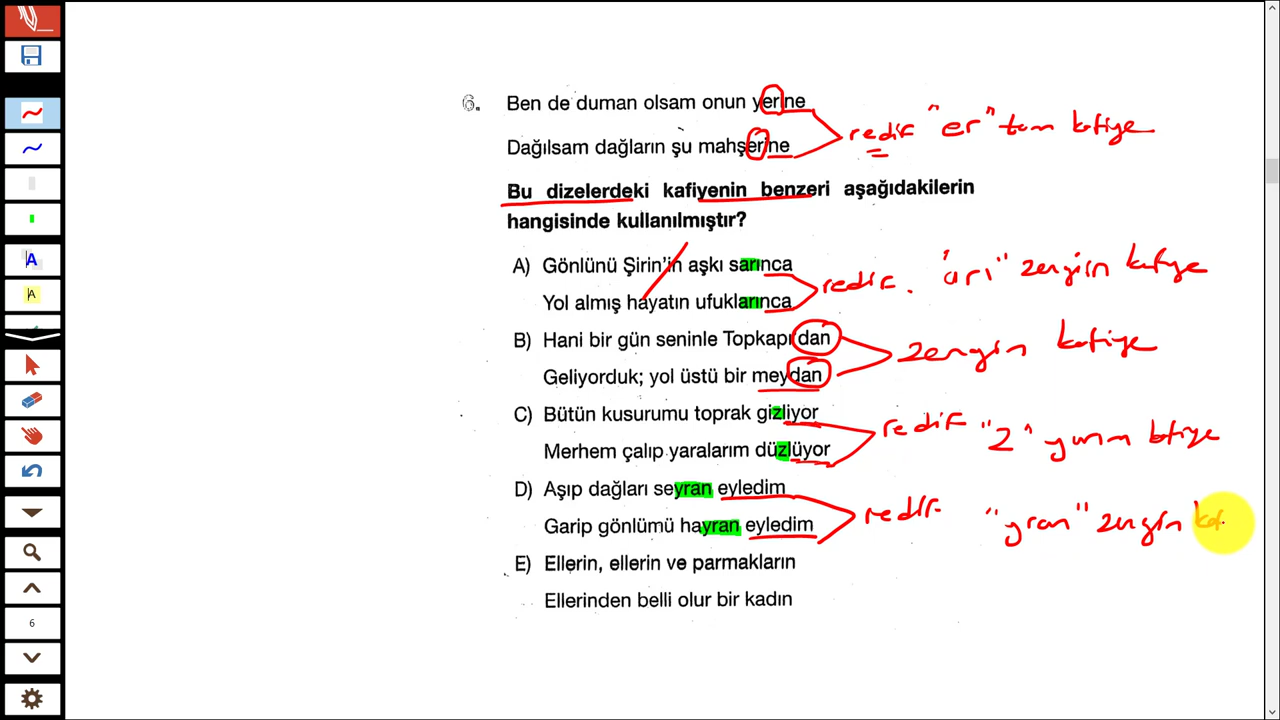 6. Ben de duman olsam onun yerine
Dağılsam dağların şu mahşerine
redif "er" tam kafiye
Bu dizelerdeki kafiyenin benzeri aşağıdakilerin
hangisinde kullanılmıştır?
A) Gönlünü Şirin'in aşkı sarınca
Yol almış hayatın ufuklarınca
redif. "arı" zengin kafiye
B) Hani bir gün seninle Topkapıdan
Geliyorduk; yol üstü bir meydan
zengin kafiye
C) Bütün kusurumu toprak gizliyor
Merhem çalıp yaralarım düzlüyor
redif "z" yarım kafiye
D) Aşıp dağları seyran eyledim
Garip gönlümü hayran eyledim
redif "yran" zengin kaf
E) Ellerin, ellerin ve parmakların
Ellerinden belli olur bir kadın
A
A
6